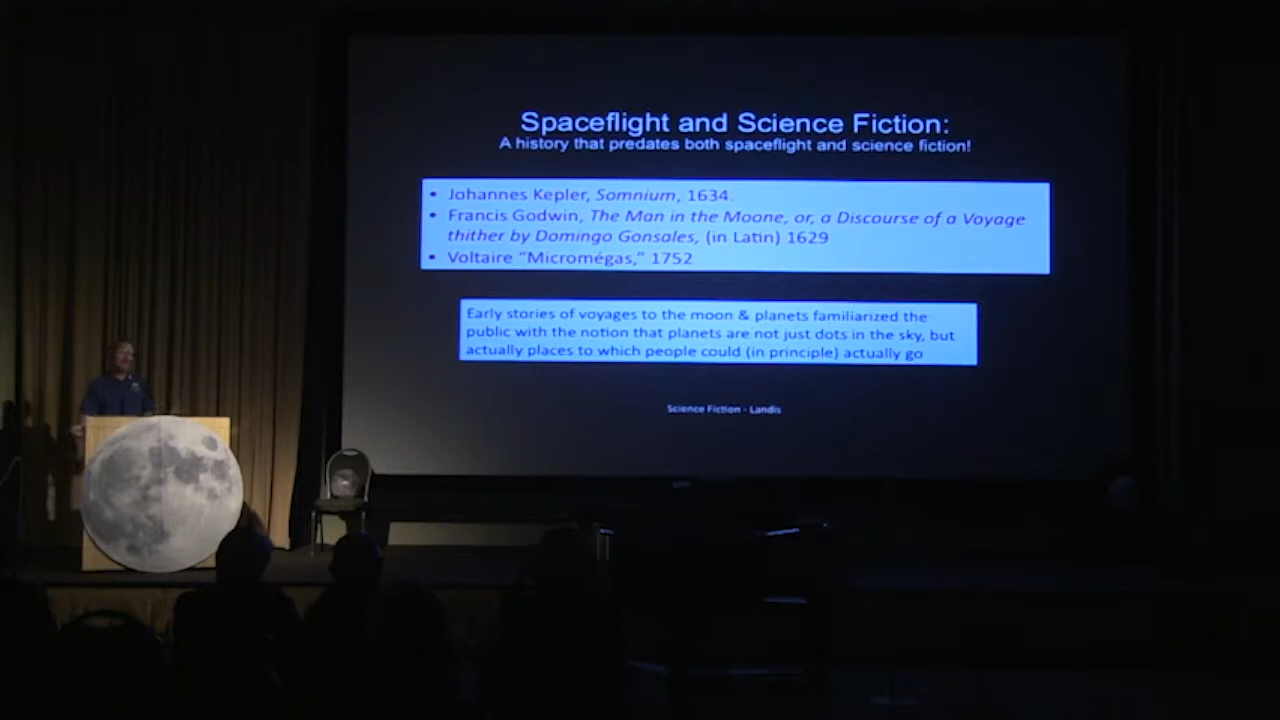 Spaceflight and Science Fiction:
A history that predates both spaceflight and science fiction!
• Johannes Kepler, Somnium, 1634.
• Francis Godwin, The Man in the Moone, or, a Discourse of a Voyage
thither by Domingo Gonsales, (in Latin) 1629
• Voltaire "Micromégas," 1752
Early stories of voyages to the moon & planets familiarized the
public with the notion that planets are not just dots in the sky, but
actually places to which people could (in principle) actually go
Science Fiction - Landis